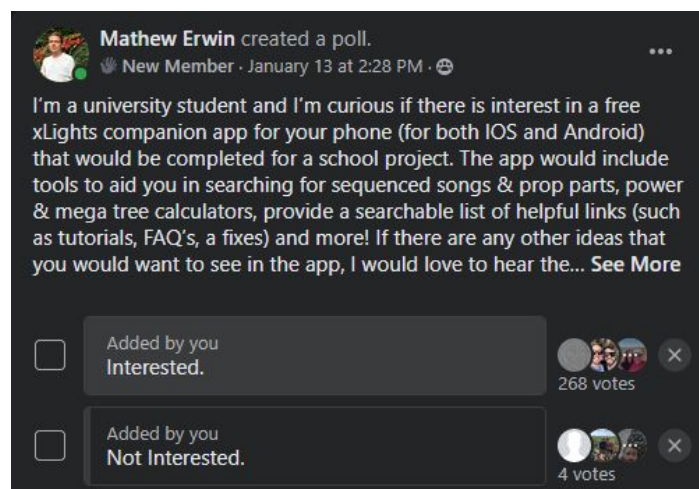 Mathew Erwin created a poll.
New Member · January 13 at 2:28 PM ·
I'm a university student and I'm curious if there is interest in a free
xLights companion app for your phone (for both IOS and Android)
that would be completed for a school project. The app would include
tools to aid you in searching for sequenced songs & prop parts, power
& mega tree calculators, provide a searchable list of helpful links (such
as tutorials, FAQ's, a fixes) and more! If there are any other ideas that
you would want to see in the app, I would love to hear the... See More
Added by you
Interested.
268 votes
Added by you
Not Interested.
4 votes